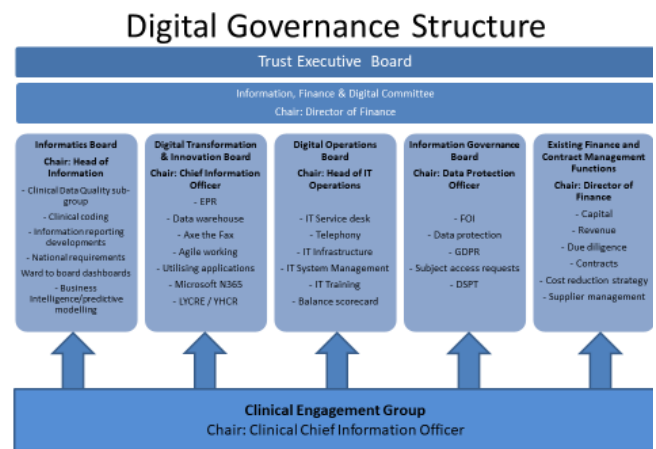 Digital Governance Structure
Trust Executive Board
Information, Finance & Digital Committee
Chair: Director of Finance
Informatics Board
Chair: Head of
Information
- Clinical Data Quality sub-
group
- Clinical coding
- Information reporting
developments
- National requirements
Ward to board dashboards
- Business
Intelligence/predictive
modelling
Digital Transformation
& Innovation Board
Chair: Chief Information
Officer
- EPR
- Data warehouse
- Axe the Fax
- Agile working
- Utilising applications
- Microsoft N365
- LYCRE / YHCR
Digital Operations
Board
Chair: Head of IT
Operations
- IT Service desk
- Telephony
- IT Infrastructure
- IT System Management
- IT Training
- Balance scorecard
Information Governance
Board
Chair: Data Protection
Officer
- FOI
- Data protection
- GDPR
- Subject access requests
- DSPT
Existing Finance and
Contract Management
Functions
Chair: Director of
Finance
- Capital
- Revenue
- Due diligence
- Contracts
- Cost reduction strategy
- Supplier management
Clinical Engagement Group
Chair: Clinical Chief Information Officer